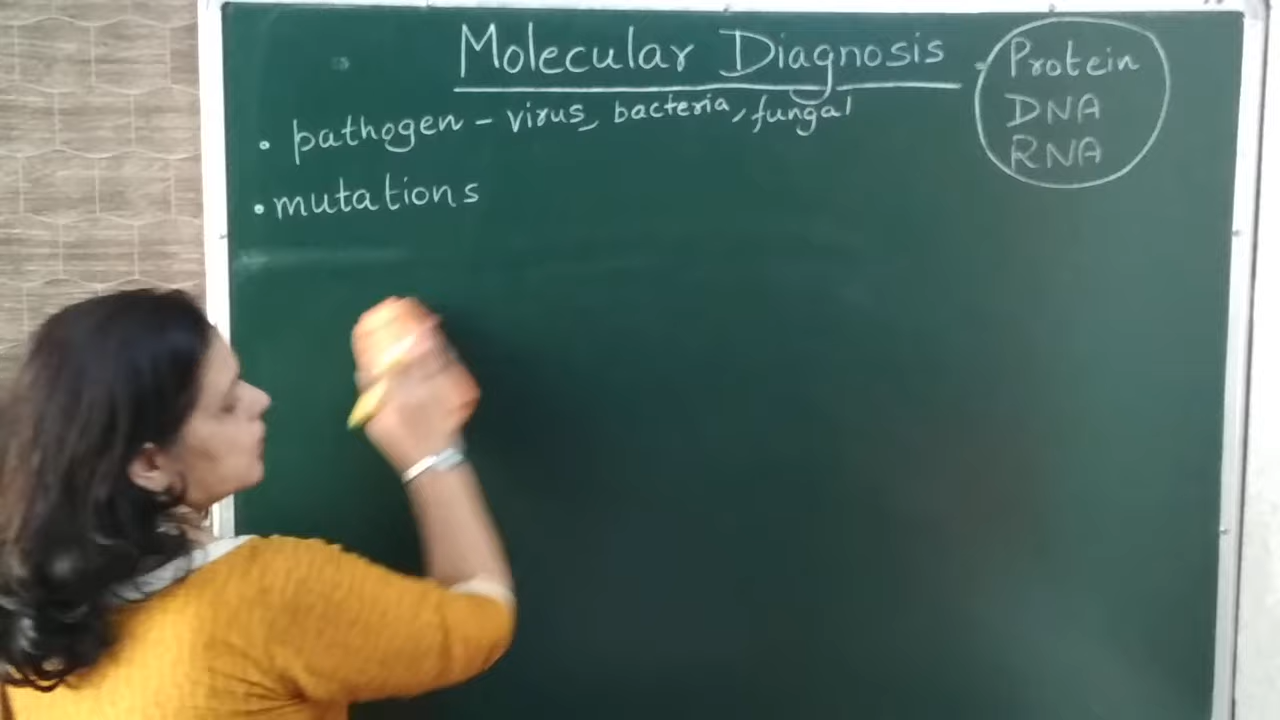 Molecular Diagnosis - Protein
DNA
RNA
• pathogen - virus, bacteria, fungal
• mutations